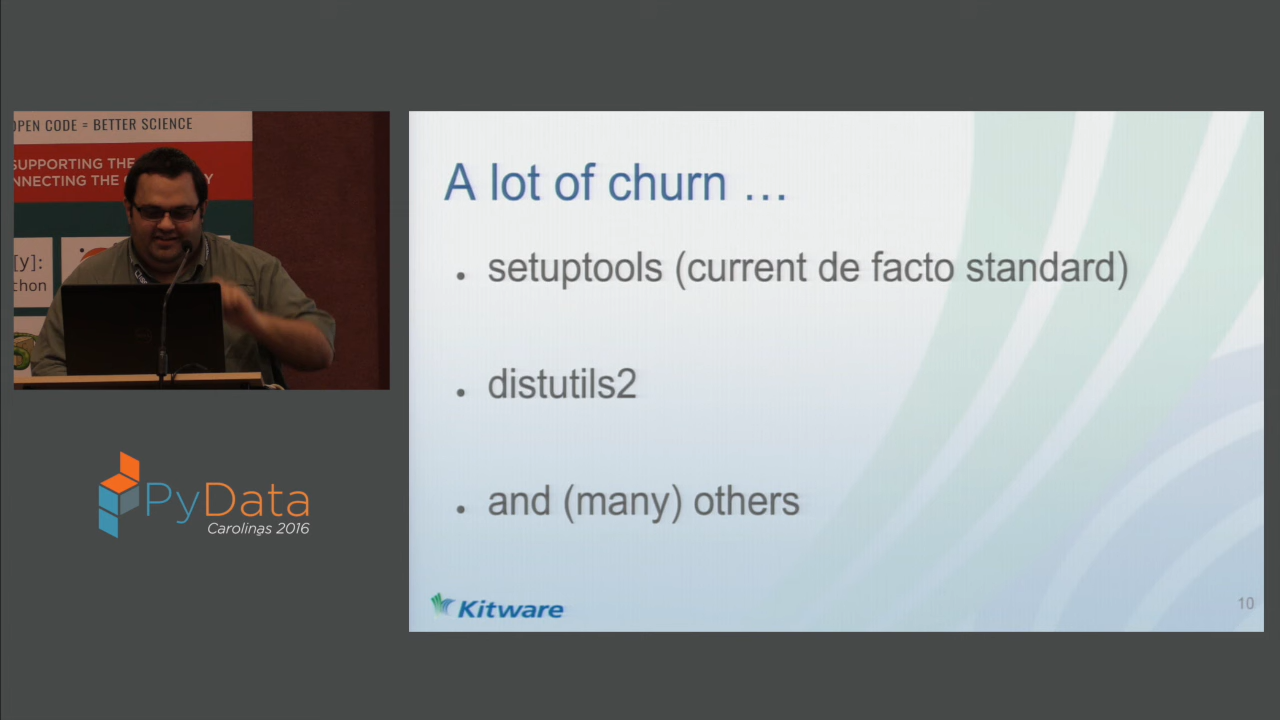 OPEN CODE = BETTER SCIENCE
SUPPORTING THE
NNECTING THE
[y]:
thon
PyData
Carolinas 2016
A lot of churn …
setuptools (current de facto standard)
distutils2
and (many) others
Kitware
10